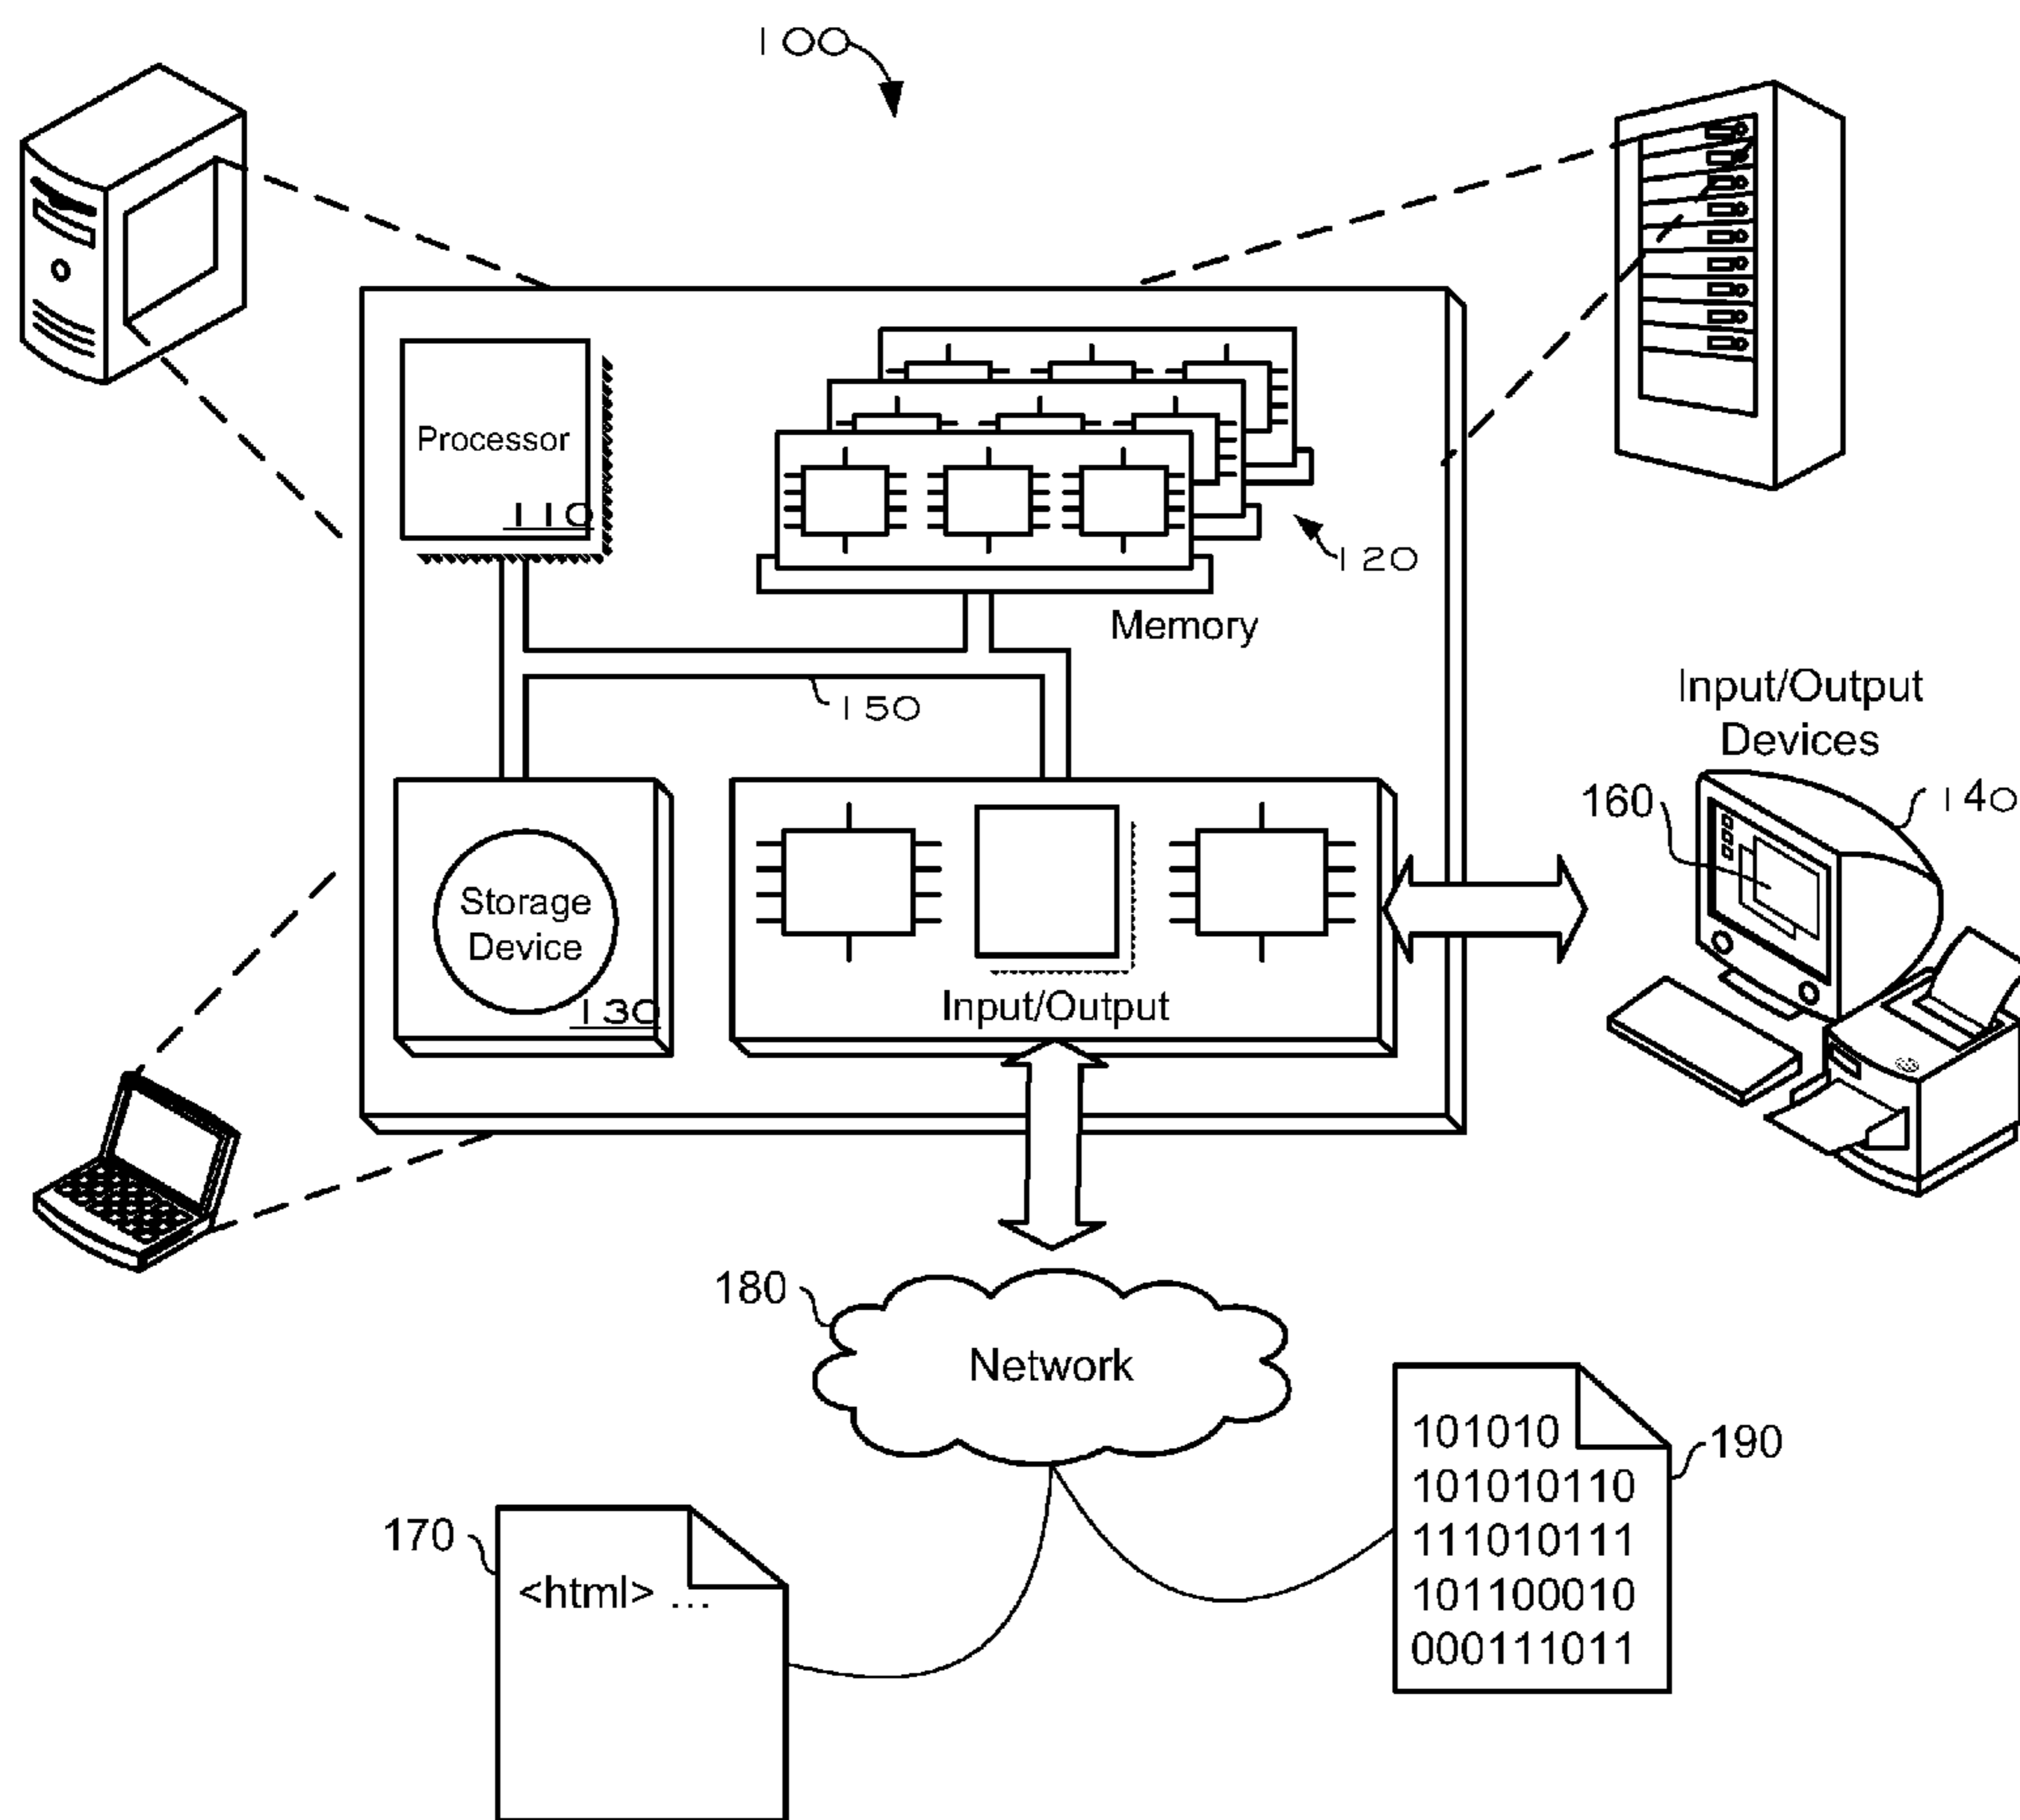 100
Processor
110
120
Memory
150
Input/Output
Devices
160
140
Storage
Device
130
Input/Output
180
Network
190
101010
101010110
111010111
101100010
000111011
170
<html> ...